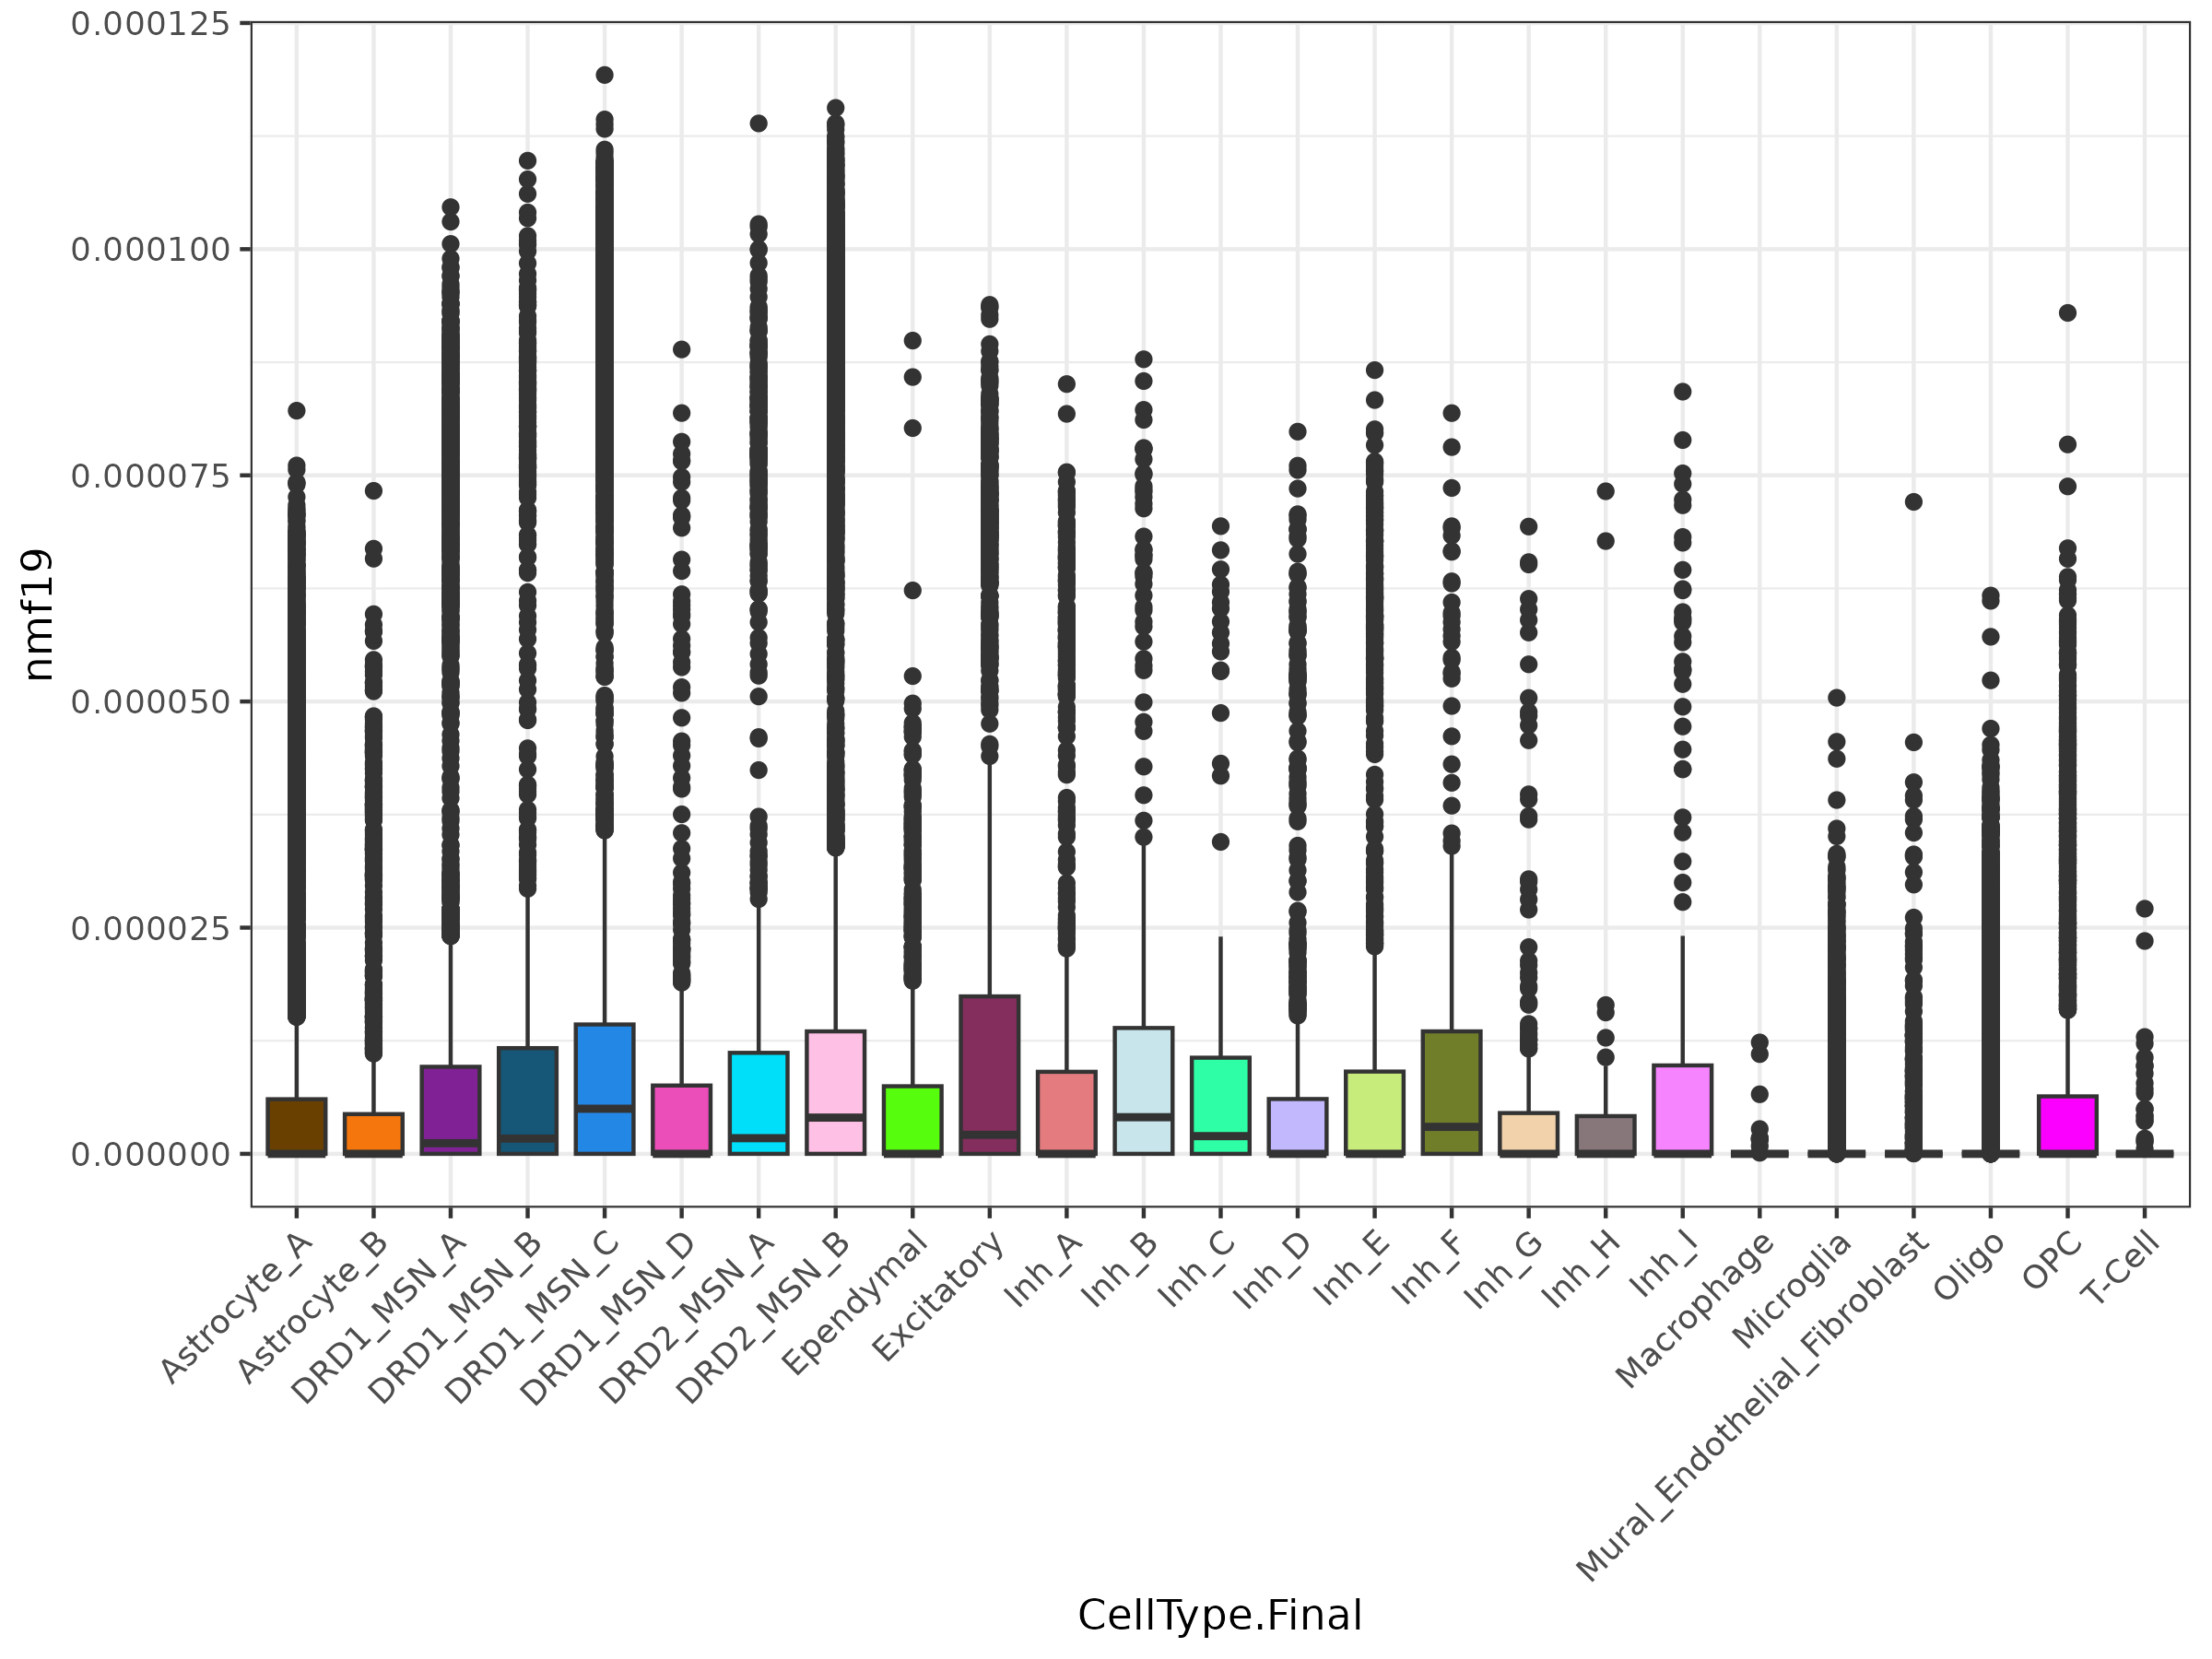 0.000125
0.000100
0.000075
0.000050
0.000025
0.000000
nmf19
Astrocyte_A
Astrocyte_B
DRD1_MSN_A
DRD1_MSN_B
DRD1_MSN_C
DRD1_MSN_D
DRD2_MSN_A
DRD2_MSN_B
Ependymal
Excitatory
Inh_A
Inh_B
Inh_C
Inh_D
Inh_E
Inh_F
Inh_G
Inh_H
Inh_I
Macrophage
Microglia
Mural_Endothelial_Fibroblast
Oligo
OPC
T-Cell
CellType.Final